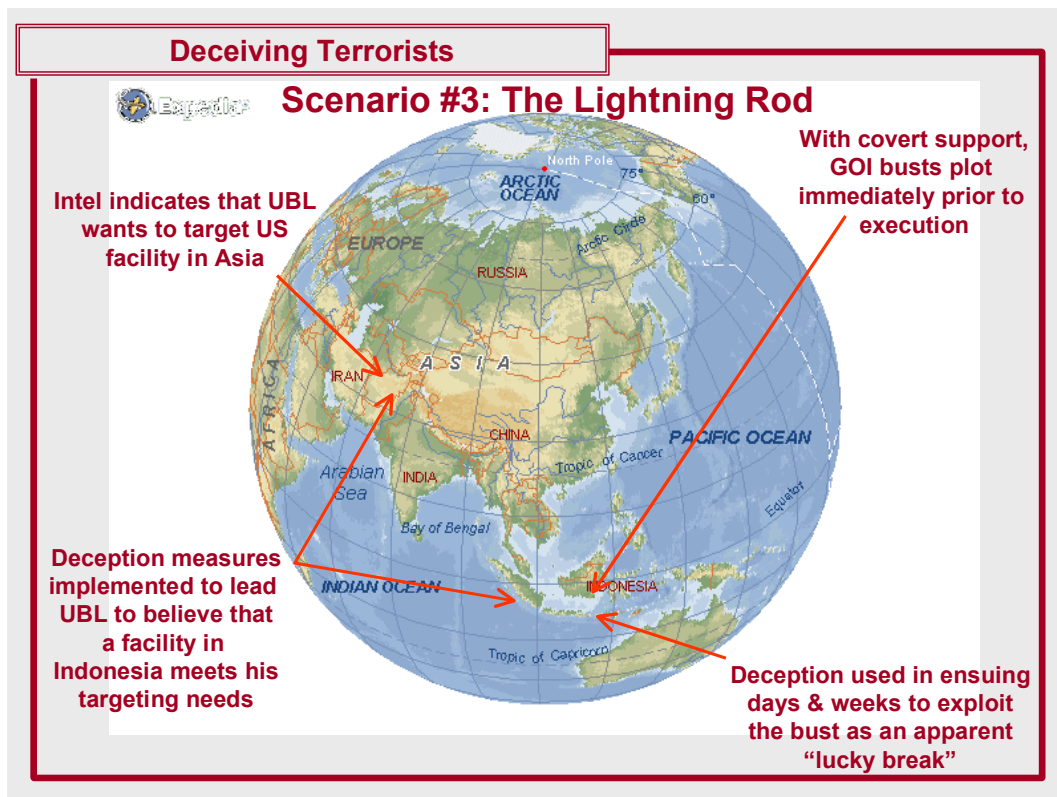 Deceiving Terrorists
Expedia
Scenario #3: The Lightning Rod
With covert support,
GOI busts plot
immediately prior to
execution
Intel indicates that UBL
wants to target US
facility in Asia
North Pole
75°
60°
ARCTIC
OCEAN
Arctic Circle
EUROPE
RUSSIA
ASIA
IRAN
AFRICA
CHINA
PACIFIC OCEAN
Tropic of Cancer
INDIA
Arabian
Sea
Equator
Bay of Bengal
Deception measures
implemented to lead
UBL to believe that
a facility in
Indonesia meets his
targeting needs
INDIAN OCEAN
INDONESIA
Tropic of Capricorn
Deception used in ensuing
days & weeks to exploit
the bust as an apparent
“lucky break”